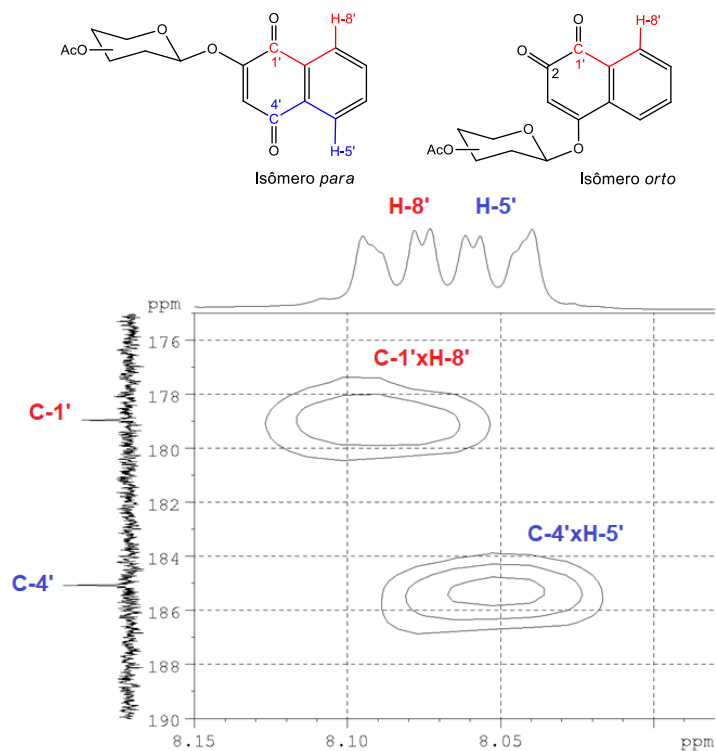 O
H-8'
O
O
AcO
O
1'
4'
O
H-5'
Isômero para
O
H-8'
O
2
1'
O
AcO
O
Isômero orto
H-8' H-5'
ppm
176
C-1'xH-8'
178
C-1'
180
182
C-4'xH-5'
184
C-4'
186
188
190
8.15 8.10 8.05 ppm